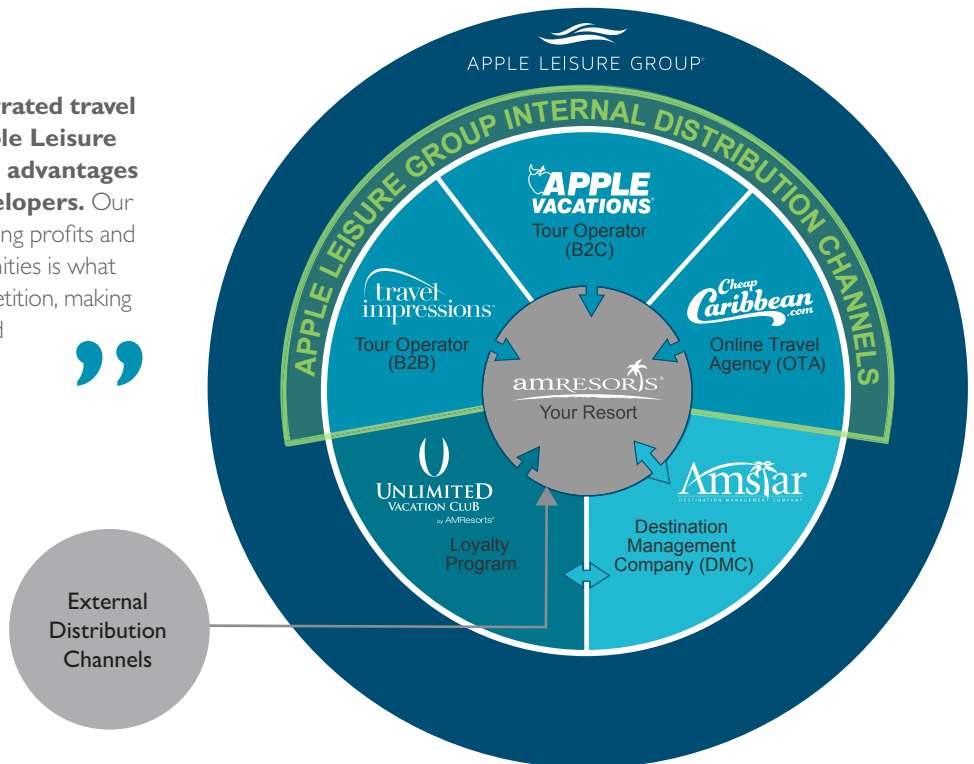 APPLE LEISURE GROUP®
APPLE LEISURE GROUP INTERNAL DISTRIBUTION CHANNELS
grated travel
ple Leisure
advantages
elopers. Our
ing profits and
nities is what
etition, making
d
”
APPLE
VACATIONS®
Tour Operator
(B2C)
travel
impressions
Tour Operator
(B2B)
Cheap
Caribbean
.com
Online Travel
Agency (OTA)
amresorts®
Your Resort
UNLIMITED
VACATION CLUB
by AMResorts®
Loyalty
Program
Amstar
DESTINATION MANAGEMENT COMPANY
Destination
Management
Company (DMC)
External
Distribution
Channels